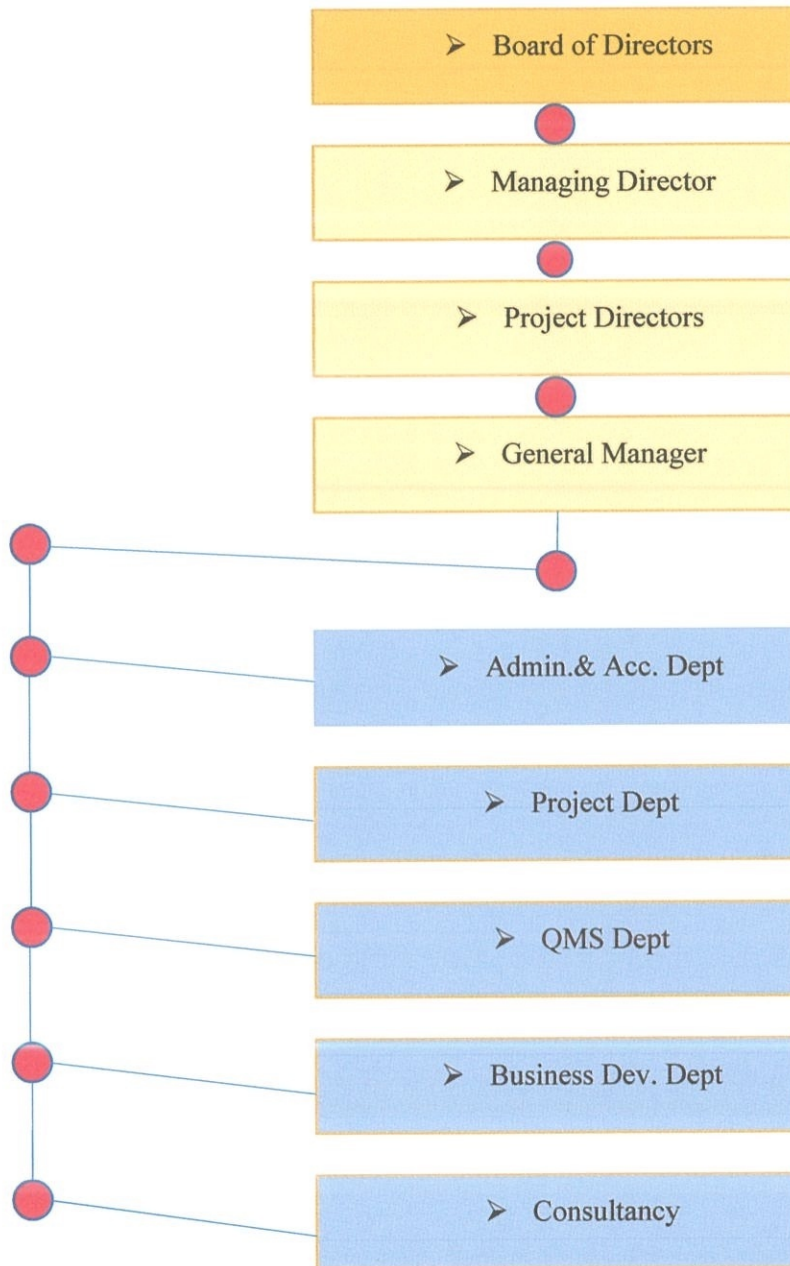 ➢ Board of Directors
➢ Managing Director
➢ Project Directors
➢ General Manager
➢ Admin.& Acc. Dept
➢ Project Dept
➢ QMS Dept
➢ Business Dev. Dept
➢ Consultancy